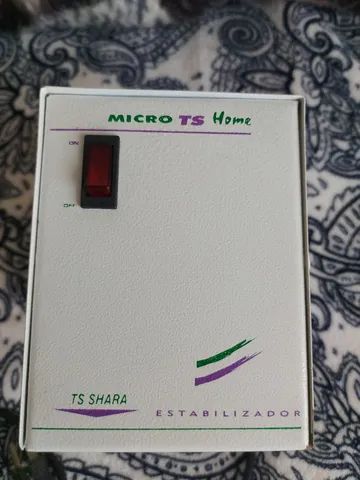 MICRO TS Home
ON
OFF
TS SHARA
ESTABILIZADOR